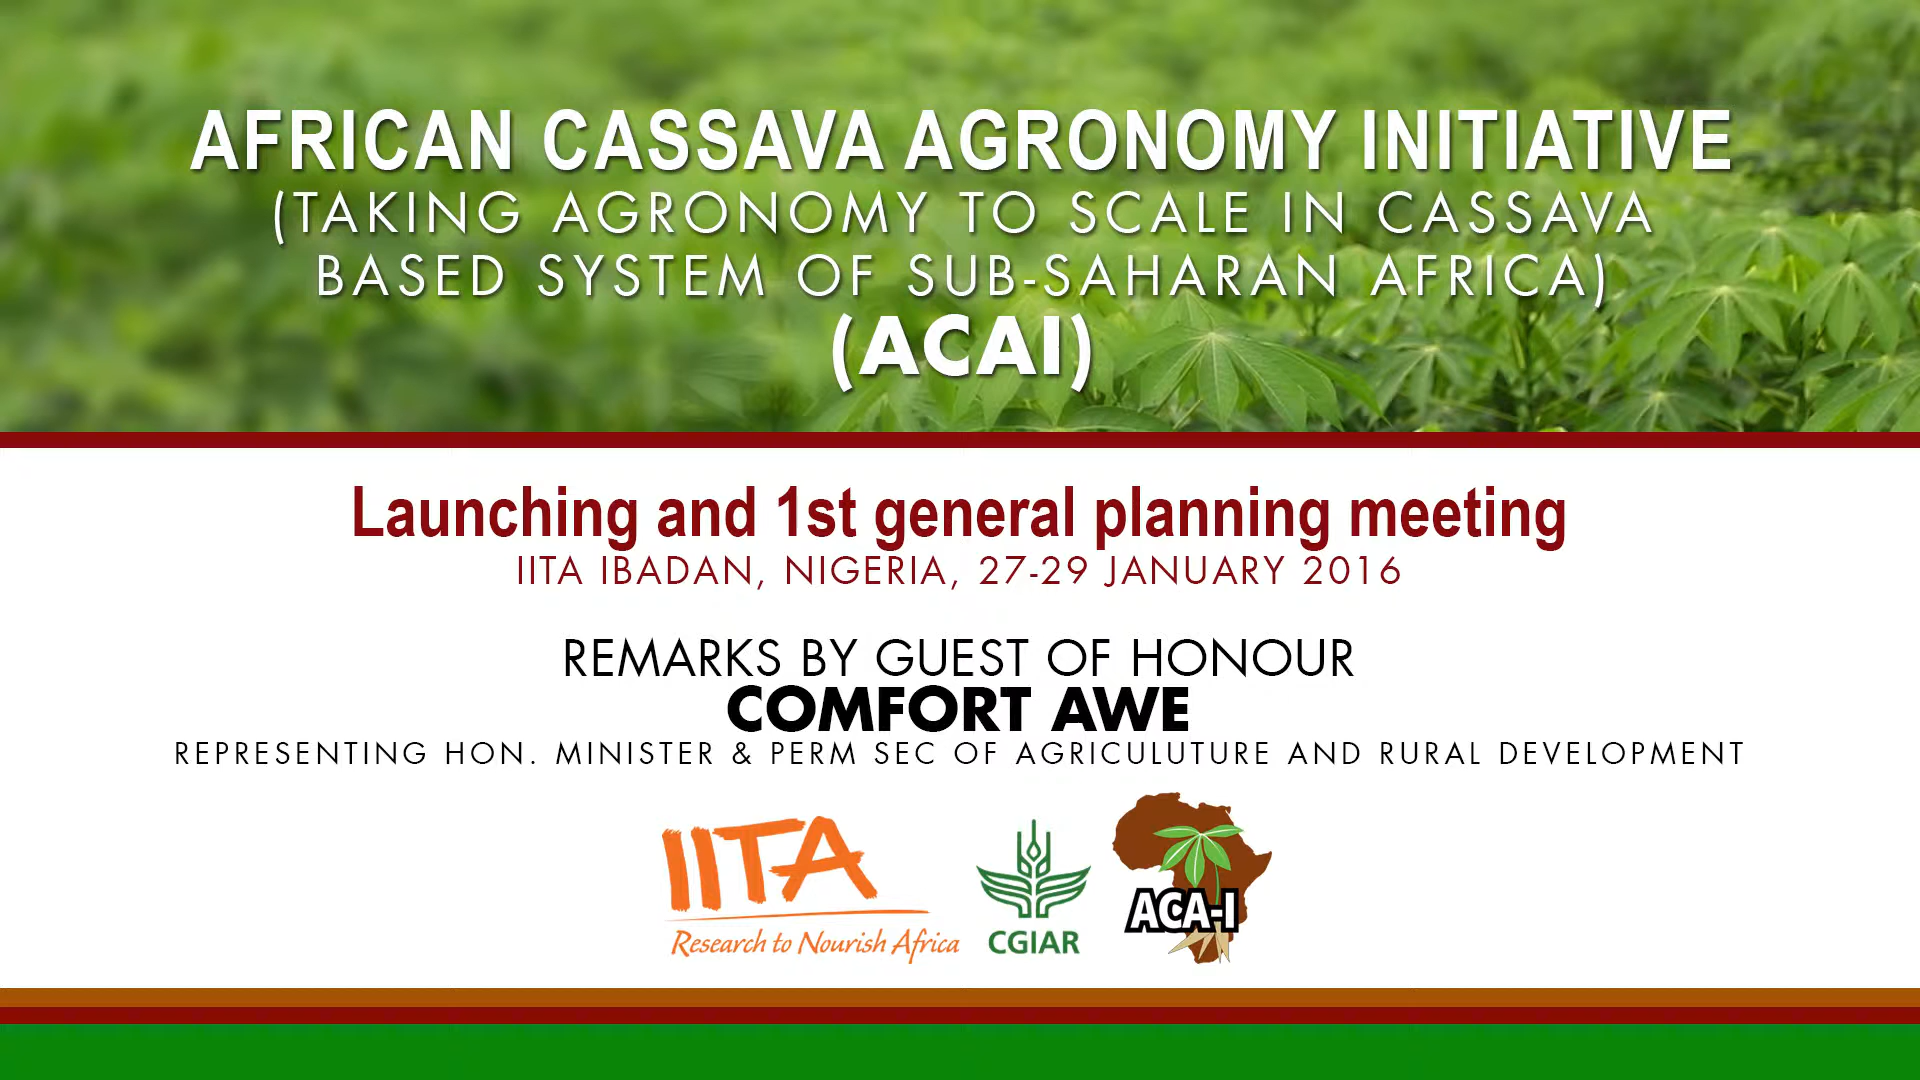 AFRICAN CASSAVA AGRONOMY INITIATIVE
(TAKING AGRONOMY TO SCALE IN CASSAVA
BASED SYSTEM OF SUB-SAHARAN AFRICA)
(ACAI)
Launching and 1st general planning meeting
IITA IBADAN, NIGERIA, 27-29 JANUARY 2016
REMARKS BY GUEST OF HONOUR
COMFORT AWE
REPRESENTING HON. MINISTER & PERM SEC OF AGRICULUTURE AND RURAL DEVELOPMENT
IITA
Research to Nourish Africa
CGIAR
ACA-I